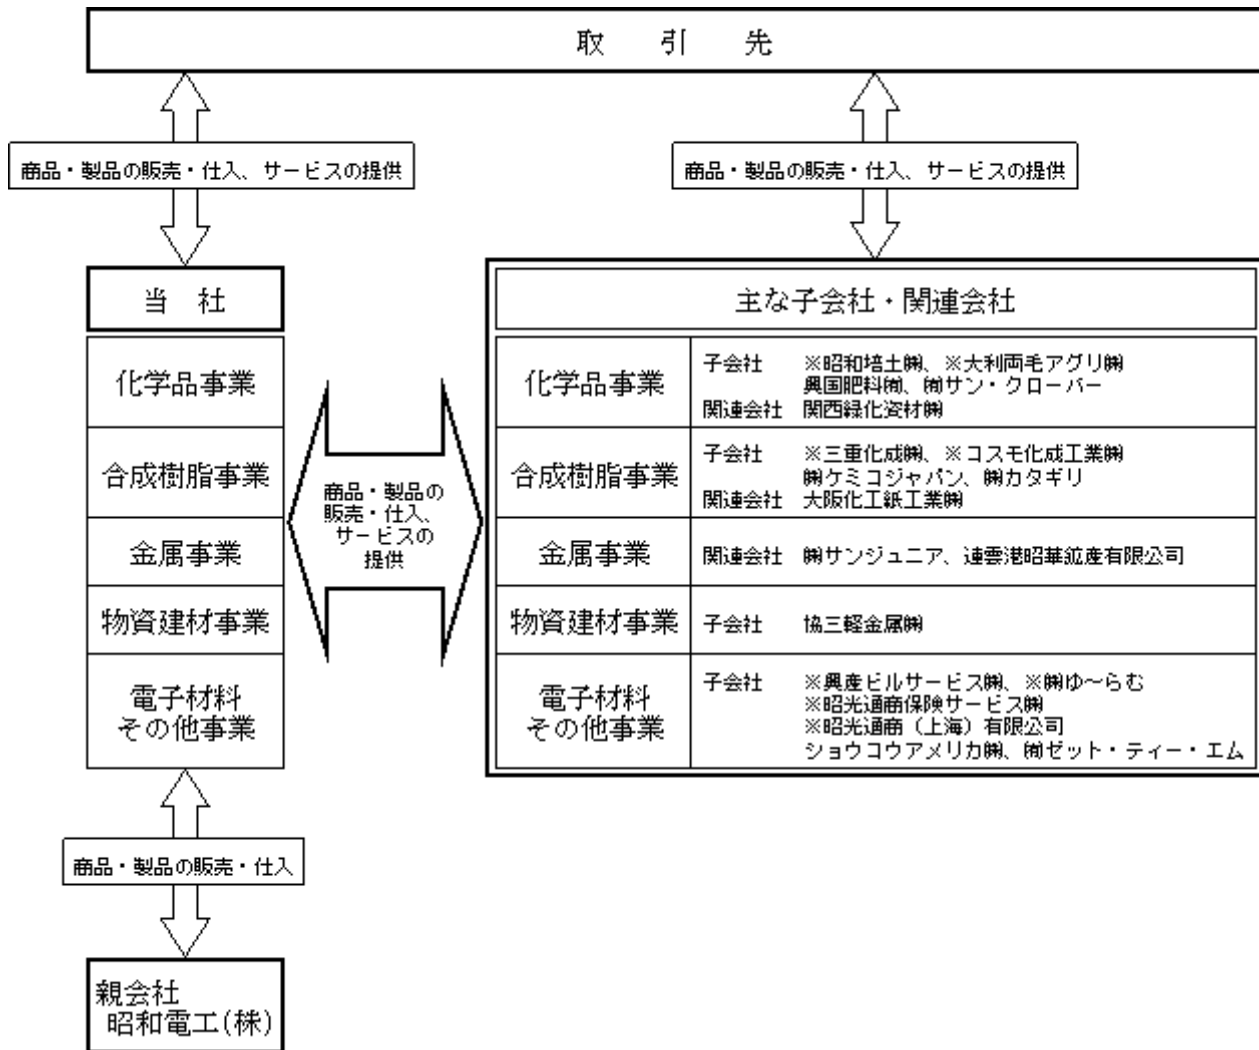 取 引 先
商品・製品の販売・仕入、サービスの提供
商品・製品の販売・仕入、サービスの提供
当 社
化学品事業
合成樹脂事業
金属事業
物資建材事業
電子材料
その他事業
商品・製品の
販売・仕入、
サービスの
提供
主な子会社・関連会社
化学品事業
子会社 ※昭和培土㈱、※大利両毛アグリ㈱
興国肥料㈲、㈲サン・クローバー
関連会社 関西緑化資材㈱
合成樹脂事業
子会社 ※三重化成㈱、※コスモ化成工業㈱
㈱ケミコジャパン、㈱カタギリ
関連会社 大阪化工紙工業㈱
金属事業
関連会社 ㈱サンジュニア、連雲港昭華鉱産有限公司
物資建材事業
子会社 協三軽金属㈱
電子材料
その他事業
子会社 ※興産ビルサービス㈱、※㈱ゆ～らむ
※昭光通商保険サービス㈱
※昭光通商（上海）有限公司
ショウコウアメリカ㈱、㈲ゼット・ティー・エム
商品・製品の販売・仕入
親会社
昭和電工(株)